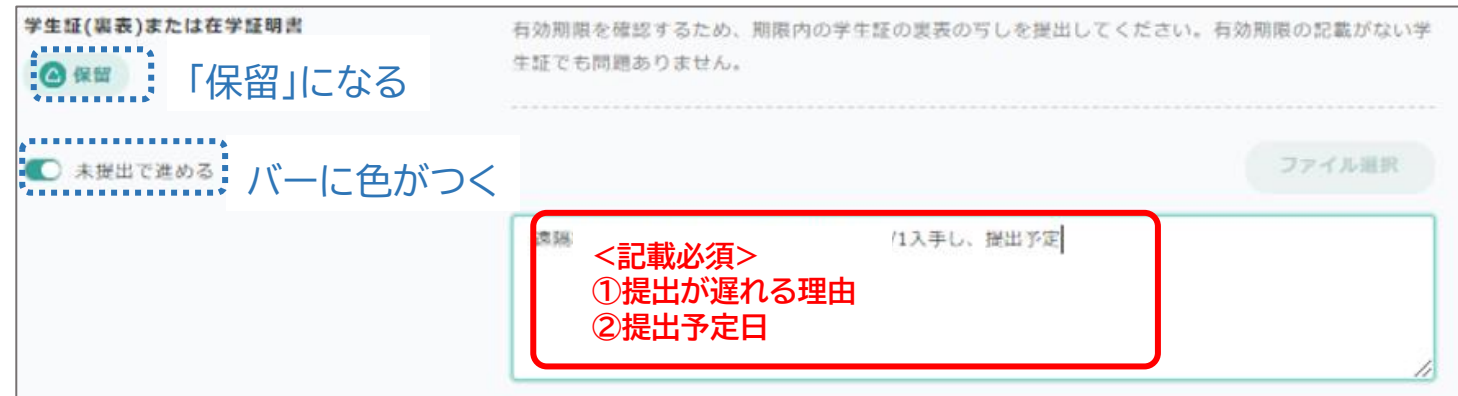 学生証(裏表)または在学証明書
有効期限を確認するため、期限内の学生証の裏表の写しを提出してください。有効期限の記載がない学
生証でも問題ありません。
保留
「保留」になる
未提出で進める
バーに色がつく
ファイル選択
遠隔
/1入手し、提出予定
<記載必須>
①提出が遅れる理由
②提出予定日